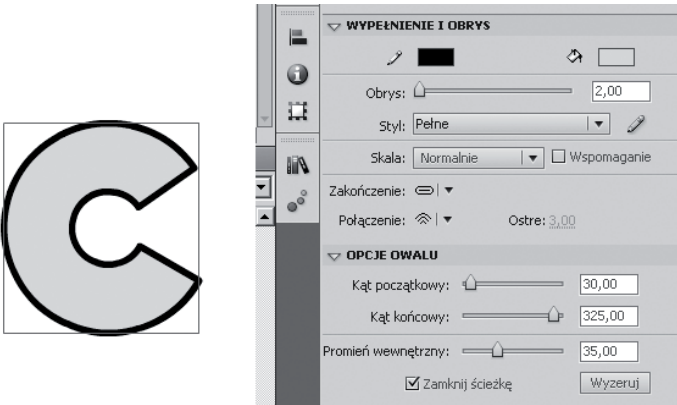 WYPEŁNIENIE I OBRYS
Obrys: 2,00
Styl: Pełne
Skala: Normalnie Wspomaganie
Zakończenie:
Połączenie: Ostre: 3,00
OPCJE OWALU
Kąt początkowy: 30,00
Kąt końcowy: 325,00
Promień wewnętrzny: 35,00
Zamknij ścieżkę Wyzeruj